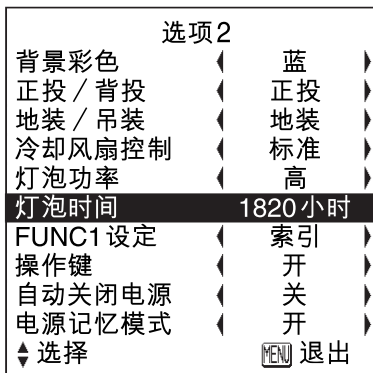 选项2
背景彩色 蓝
正投／背投 正投
地装／吊装 地装
冷却风扇控制 标准
灯泡功率 高
灯泡时间 1820小时
FUNC1设定 索引
操作键 开
自动关闭电源 关
电源记忆模式 开
选择 MENU 退出